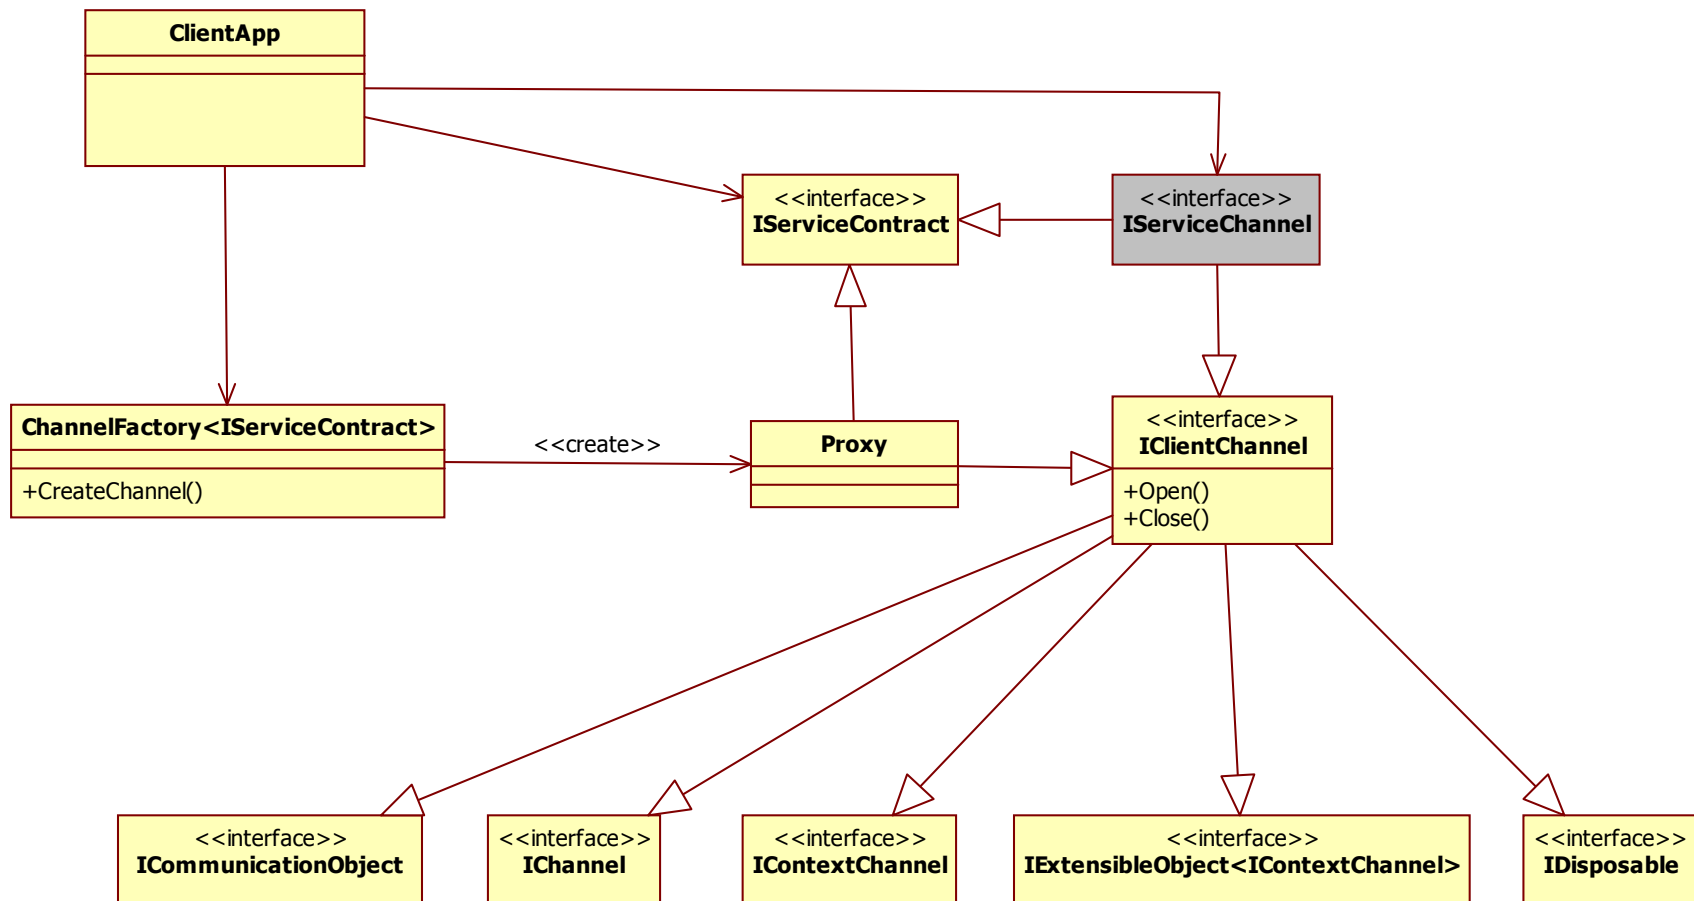 ClientApp
<<interface>>
IServiceContract
<<interface>>
IServiceChannel
ChannelFactory<IServiceContract>
+CreateChannel()
<<create>>
Proxy
<<interface>>
IClientChannel
+Open()
+Close()
<<interface>>
ICommunicationObject
<<interface>>
IChannel
<<interface>>
IContextChannel
<<interface>>
IExtensibleObject<IContextChannel>
<<interface>>
IDisposable